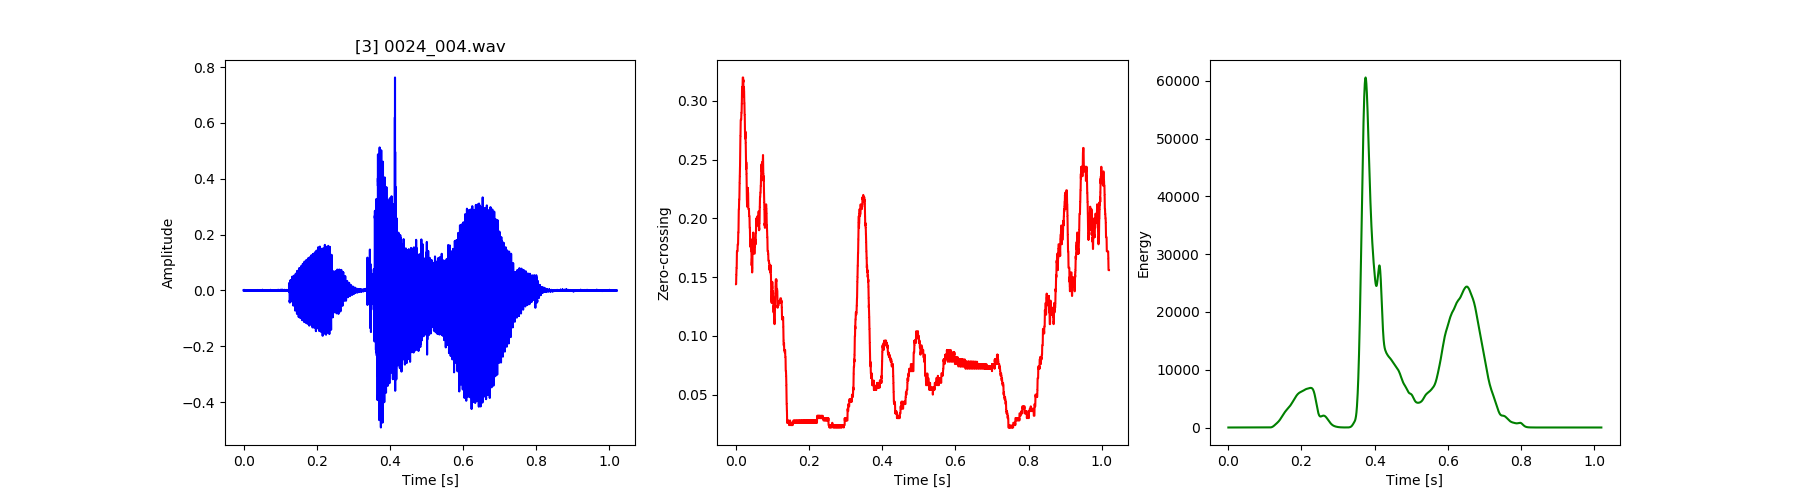 [3] 0024_004.wav
0.8
0.6
0.4
0.2
0.0
−0.2
−0.4
Amplitude
0.0 0.2 0.4 0.6 0.8 1.0
Time [s]
0.30
0.25
0.20
0.15
0.10
0.05
Zero-crossing
0.0 0.2 0.4 0.6 0.8 1.0
Time [s]
60000
50000
40000
30000
20000
10000
0
Energy
0.0 0.2 0.4 0.6 0.8 1.0
Time [s]